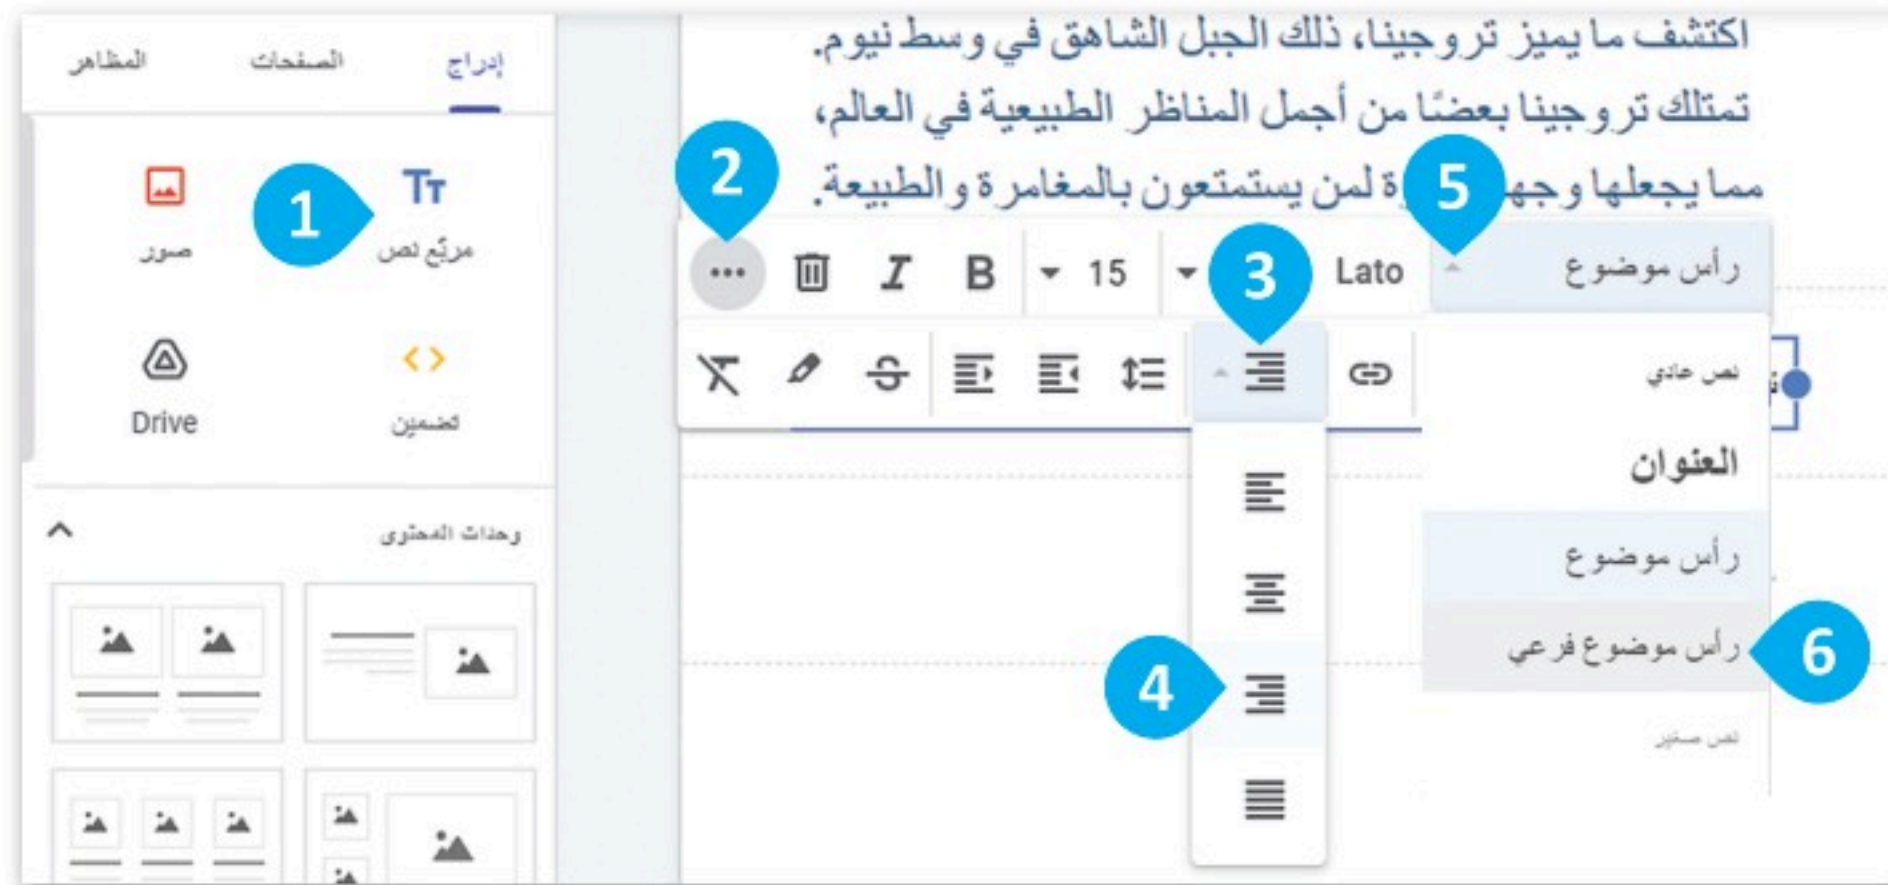 اكتشف ما يميز تروجينا، ذلك الجبل الشاهق في وسط نيوم.
تمتلك تروجينا بعضًا من أجمل المناظر الطبيعية في العالم،
مما يجعلها وجه ة لمن يستمتعون بالمغامرة والطبيعة.
إدراج الصفحات المظاهر
1 2 5
مربّع نص صور
رأس موضوع Lato 3 15 B I
نص عادي
تضمين Drive
العنوان
وحدات المحتوى
رأس موضوع
رأس موضوع فرعي
6 4
نص صغير